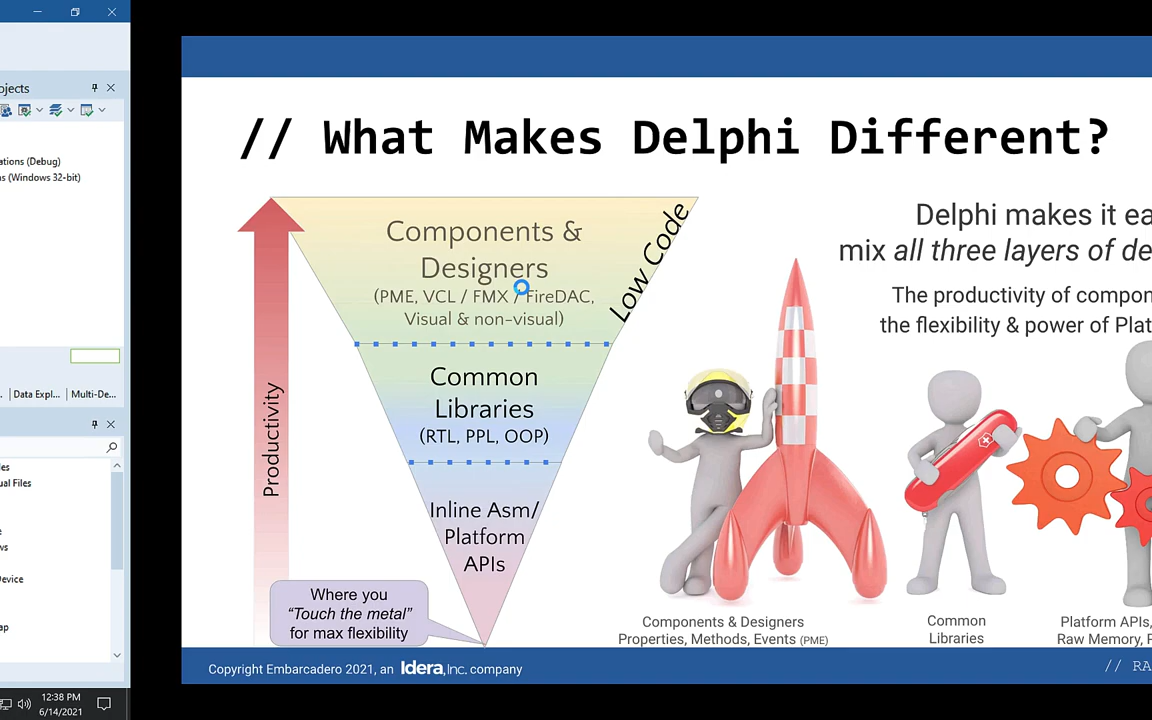 ojects
ations (Debug)
s (Windows 32-bit)
Data Expl...
Multi-De...
les
ual Files
e
ws
Device
ap
12:38 PM
6/14/2021
// What Makes Delphi Different?
Components &
Designers
(PME, VCL / FMX / FireDAC,
Visual & non-visual)
Low Code
Common
Libraries
(RTL, PPL, OOP)
Inline Asm/
Platform
APIs
Productivity
Where you
“Touch the metal”
for max flexibility
Delphi makes it ea
mix all three layers of de
The productivity of compon
the flexibility & power of Plat
Components & Designers
Properties, Methods, Events (PME)
Common
Libraries
Platform APIs,
Raw Memory,
Copyright Embarcadero 2021, an Idera, Inc. company
// RA